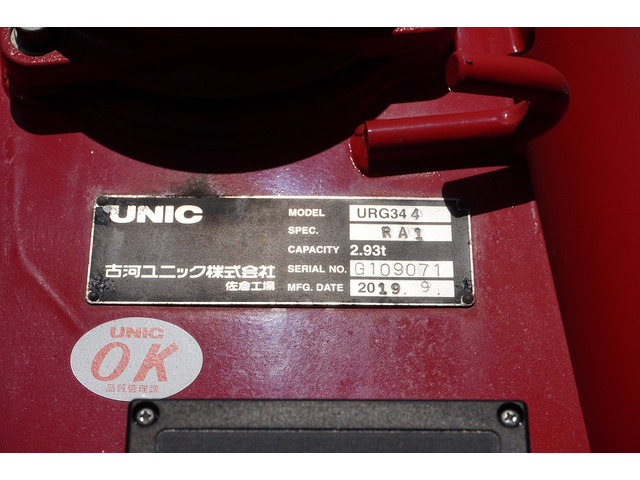 UNIC
MODEL URG344
SPEC. RA1
CAPACITY 2.93t
古河ユニック株式会社
SERIAL NO. G109071
佐倉工場
MFG. DATE 2019. 9.
UNIC
OK
品質管理課